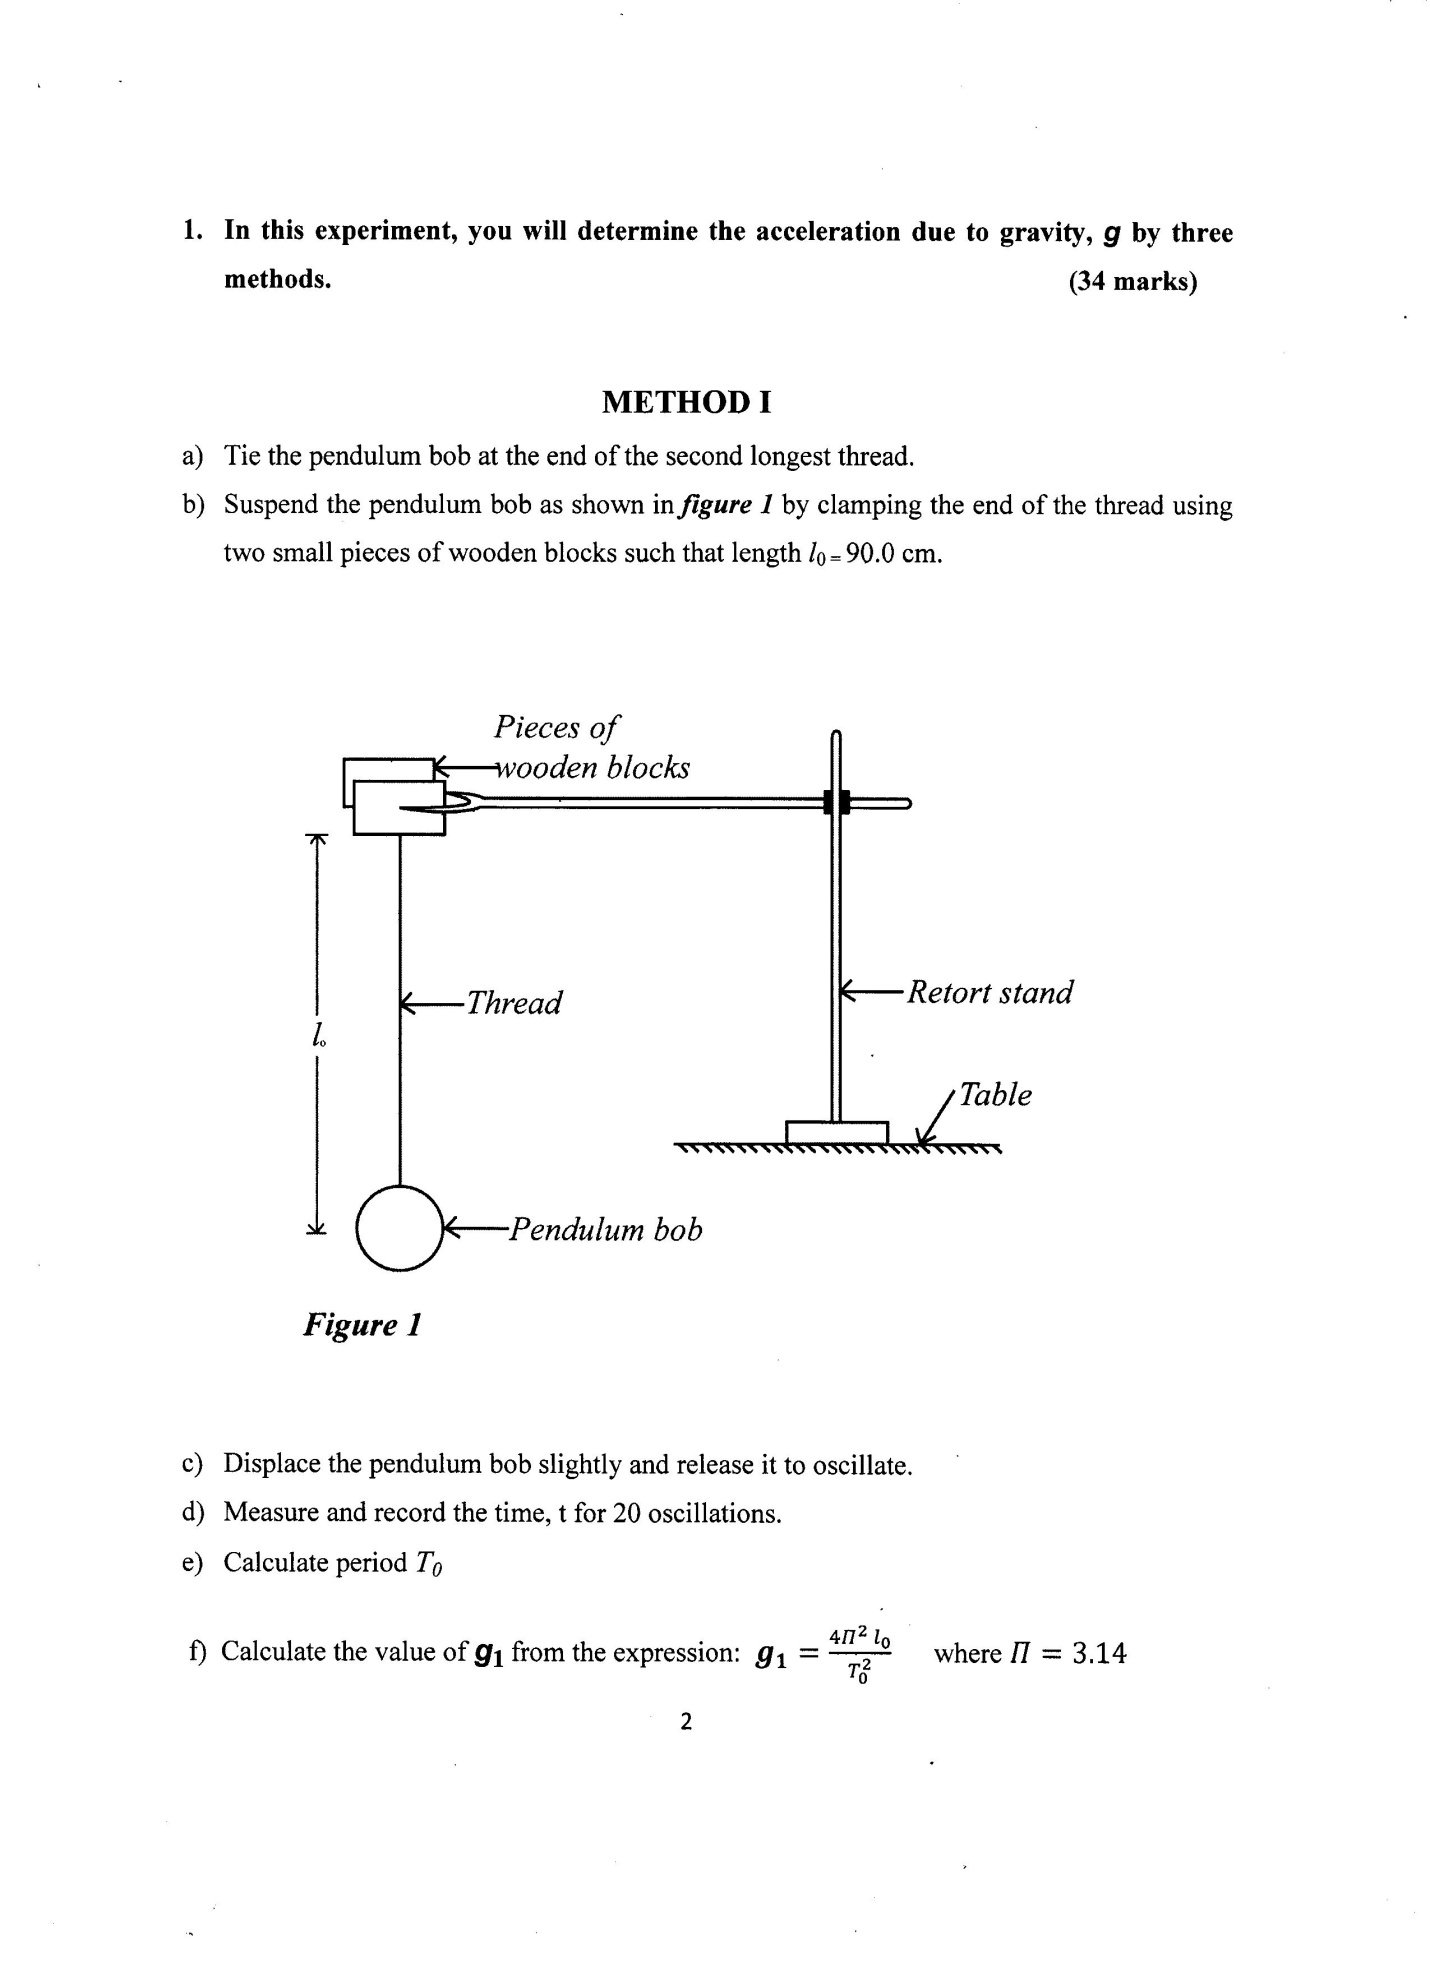 1. In this experiment, you will determine the acceleration due to gravity, g by three
methods. (34 marks)
METHOD I
a) Tie the pendulum bob at the end of the second longest thread.
b) Suspend the pendulum bob as shown in figure 1 by clamping the end of the thread using
two small pieces of wooden blocks such that length l₀ = 90.0 cm.
Pieces of
wooden blocks
Thread
Retort stand
l₀
Table
Pendulum bob
Figure 1
c) Displace the pendulum bob slightly and release it to oscillate.
d) Measure and record the time, t for 20 oscillations.
e) Calculate period T₀
f) Calculate the value of g₁ from the expression: g₁ = 4Π² l₀ / T₀² where Π = 3.14
2